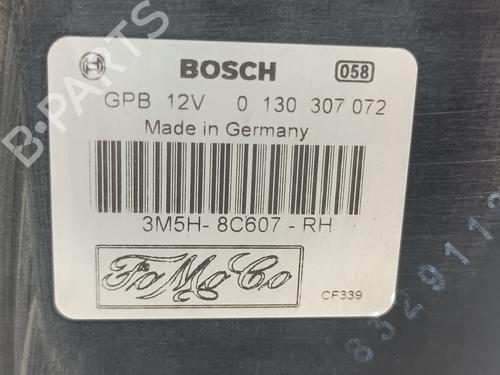 BOSCH 058
GPB 12V 0 130 307 072
Made in Germany
3M5H- 8C607 - RH
FoMoCo
CF339
B-PARTS